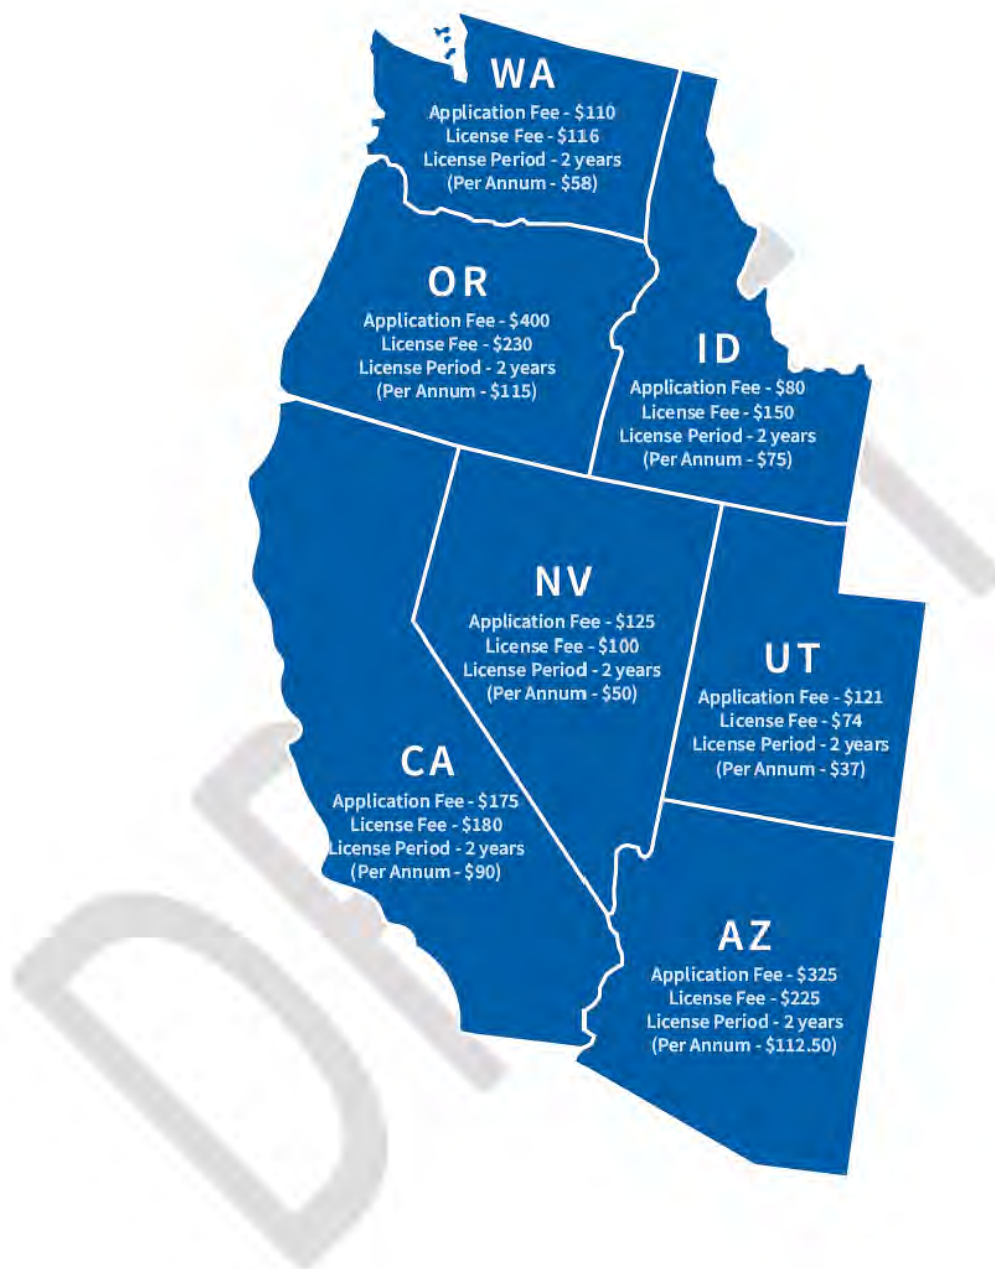 WA
Application Fee - $110
License Fee - $116
License Period - 2 years
(Per Annum - $58)
OR
Application Fee - $400
License Fee - $230
License Period - 2 years
(Per Annum - $115)
ID
Application Fee - $80
License Fee - $150
License Period - 2 years
(Per Annum - $75)
NV
Application Fee - $125
License Fee - $100
License Period - 2 years
(Per Annum - $50)
UT
Application Fee - $121
License Fee - $74
License Period - 2 years
(Per Annum - $37)
CA
Application Fee - $175
License Fee - $180
License Period - 2 years
(Per Annum - $90)
AZ
Application Fee - $325
License Fee - $225
License Period - 2 years
(Per Annum - $112.50)